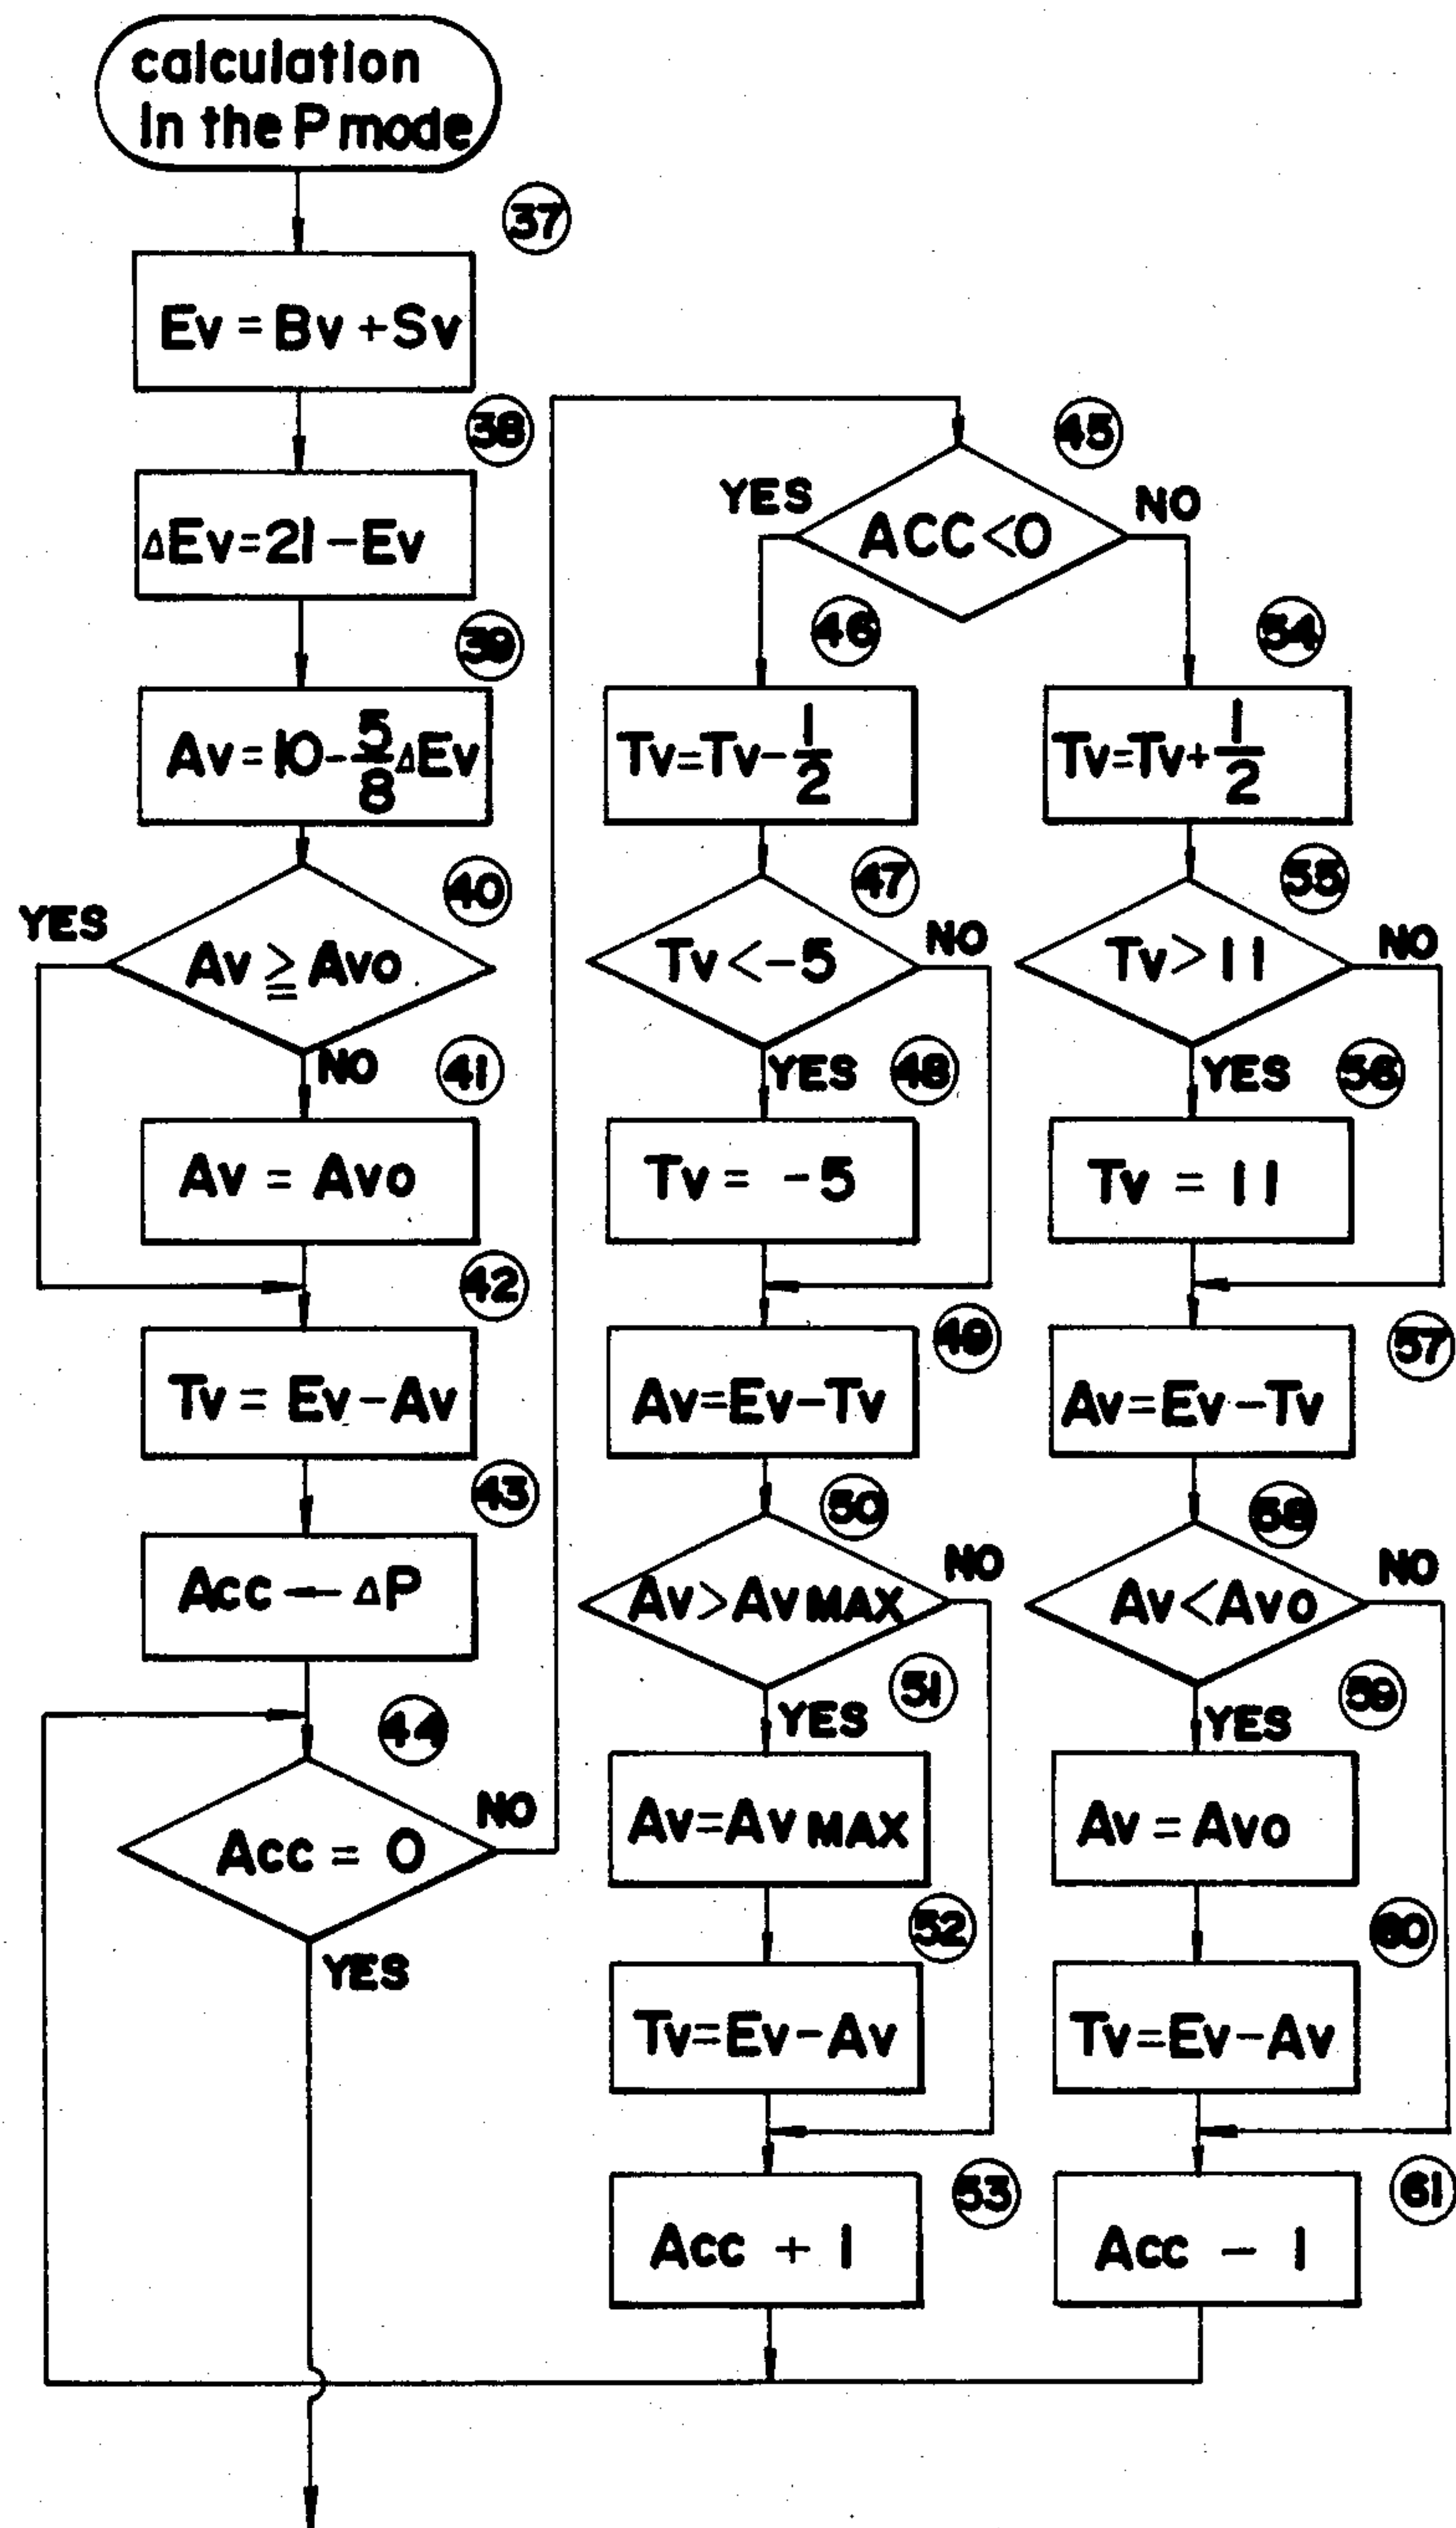 calculation
in the P mode
37
Ev = Bv + Sv
38
ΔEv = 21 - Ev
39
Av = 10 - 5/8 ΔEv
40
YES
Av ≧ Avo
NO
41
Av = Avo
42
Tv = Ev - Av
43
Acc ← ΔP
44
Acc = 0
NO
YES
45
YES
ACC < 0
NO
46
Tv = Tv - 1/2
47
Tv < -5
NO
YES
48
Tv = -5
49
Av = Ev - Tv
50
Av > Av MAX
NO
YES
51
Av = Av MAX
52
Tv = Ev - Av
53
Acc + 1
54
Tv = Tv + 1/2
55
Tv > 11
NO
YES
56
Tv = 11
57
Av = Ev - Tv
58
Av < Avo
NO
YES
59
Av = Avo
60
Tv = Ev - Av
61
Acc - 1